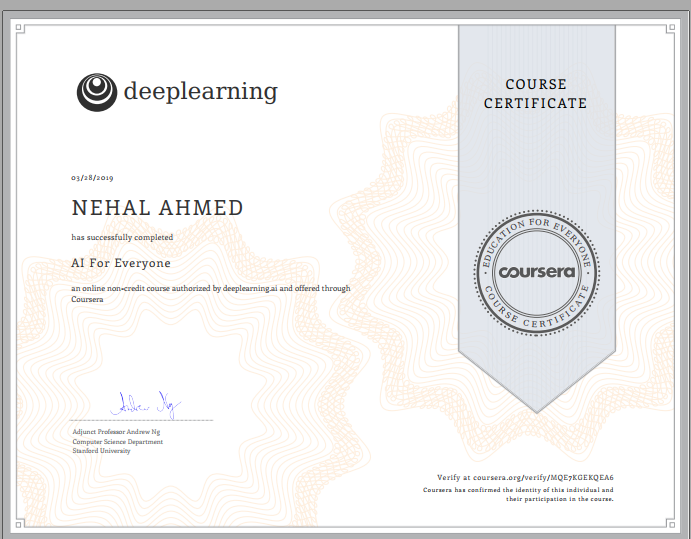 deeplearning
COURSE
CERTIFICATE
03/28/2019
NEHAL AHMED
has successfully completed
AI For Everyone
an online non-credit course authorized by deeplearning.ai and offered through
Coursera
EDUCATION FOR EVERYONE
coursera
COURSE CERTIFICATE
Andrew Ng
Adjunct Professor Andrew Ng
Computer Science Department
Stanford University
Verify at coursera.org/verify/MQE7KGEKQEA6
Coursera has confirmed the identity of this individual and
their participation in the course.